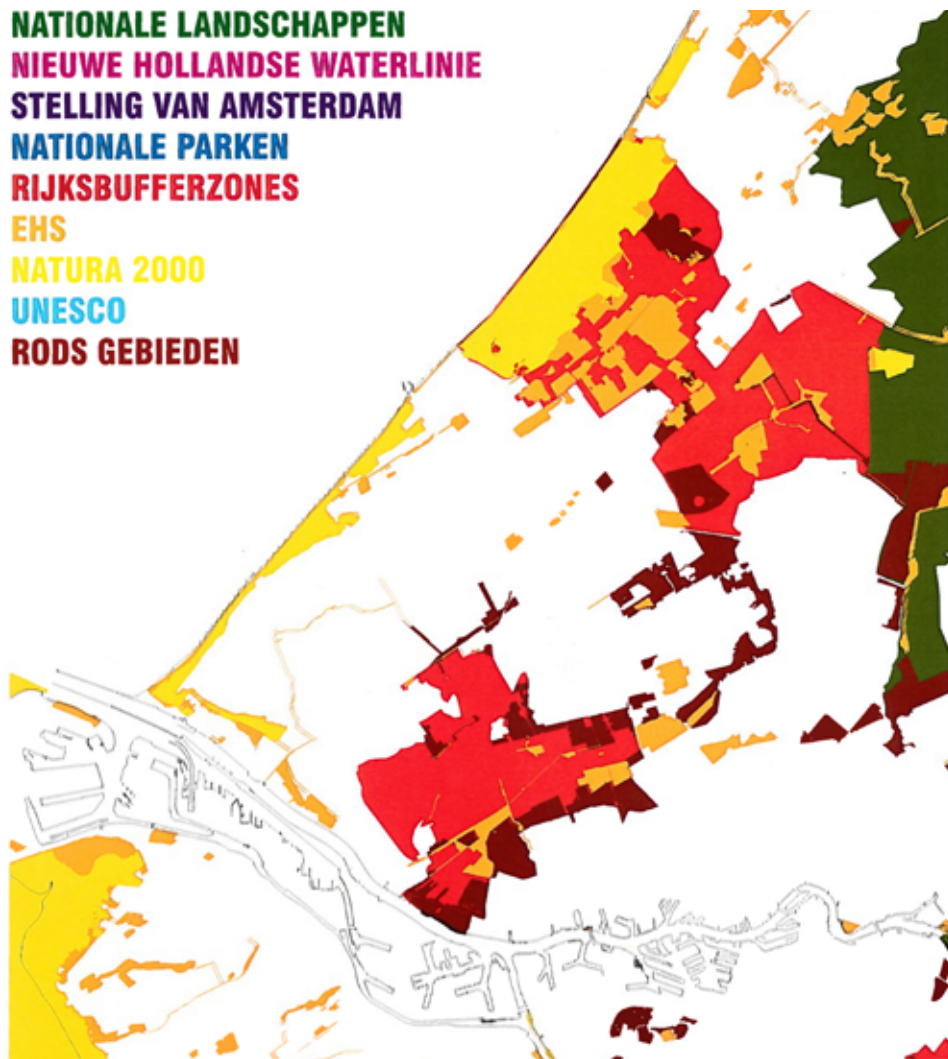 NATIONALE LANDSCHAPPEN
NIEUWE HOLLANDSE WATERLINIE
STELLING VAN AMSTERDAM
NATIONALE PARKEN
RIJKSBUFFERZONES
EHS
NATURA 2000
UNESCO
RODS GEBIEDEN